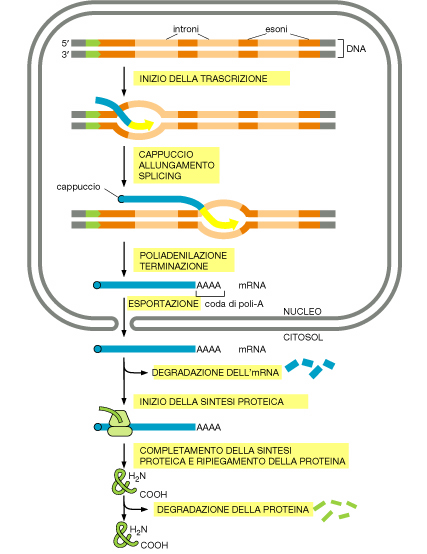 introni
esoni
5′
3′
DNA
INIZIO DELLA TRASCRIZIONE
CAPPUCCIO
ALLUNGAMENTO
SPLICING
cappuccio
POLIADENILAZIONE
TERMINAZIONE
AAAA mRNA
ESPORTAZIONE coda di poli-A
NUCLEO
CITOSOL
AAAA mRNA
DEGRADAZIONE DELL'mRNA
INIZIO DELLA SINTESI PROTEICA
AAAA
COMPLETAMENTO DELLA SINTESI
PROTEICA E RIPIEGAMENTO DELLA PROTEINA
H₂N
COOH
DEGRADAZIONE DELLA PROTEINA
H₂N
COOH